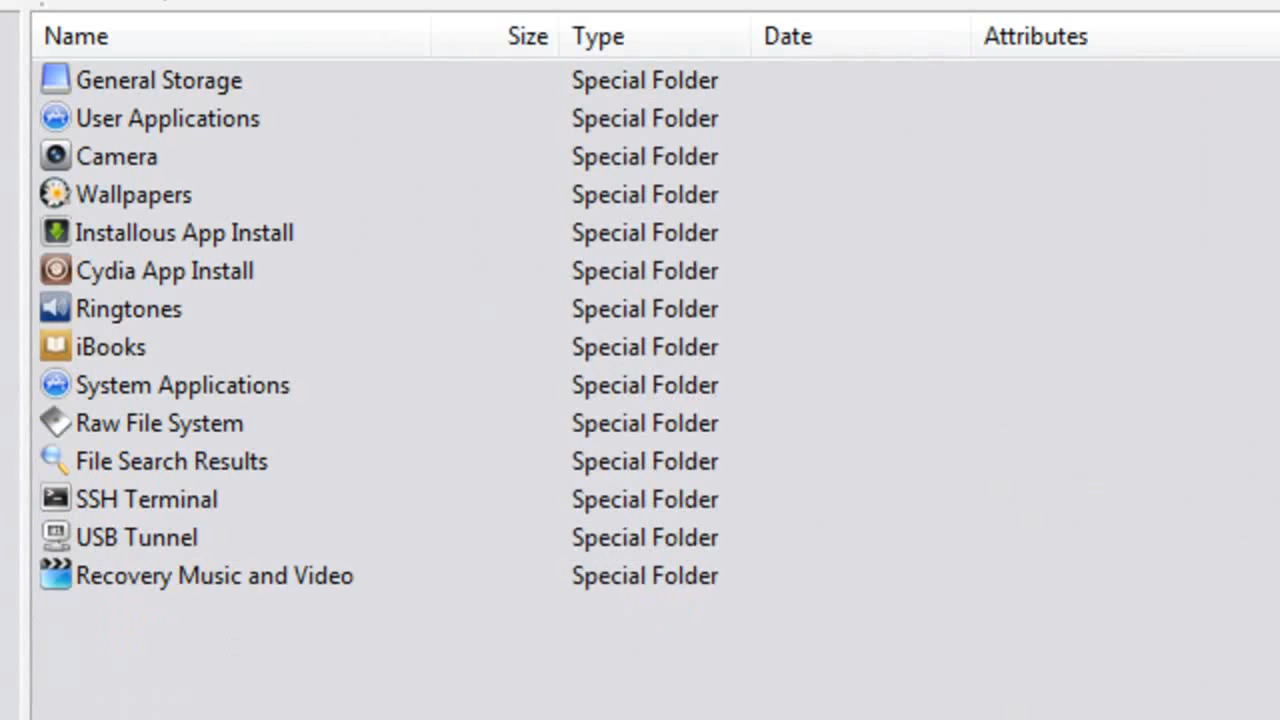 Name Size Type Date Attributes
General Storage Special Folder
User Applications Special Folder
Camera Special Folder
Wallpapers Special Folder
Installous App Install Special Folder
Cydia App Install Special Folder
Ringtones Special Folder
iBooks Special Folder
System Applications Special Folder
Raw File System Special Folder
File Search Results Special Folder
SSH Terminal Special Folder
USB Tunnel Special Folder
Recovery Music and Video Special Folder